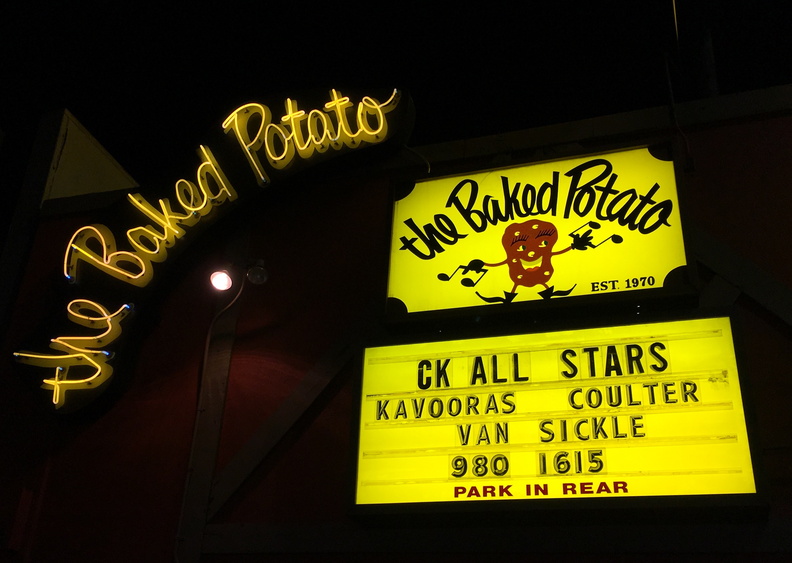 the Baked Potato
the Baked Potato
EST. 1970
CK ALL STARS
KAVOORAS COULTER
VAN SICKLE
980 1615
PARK IN REAR